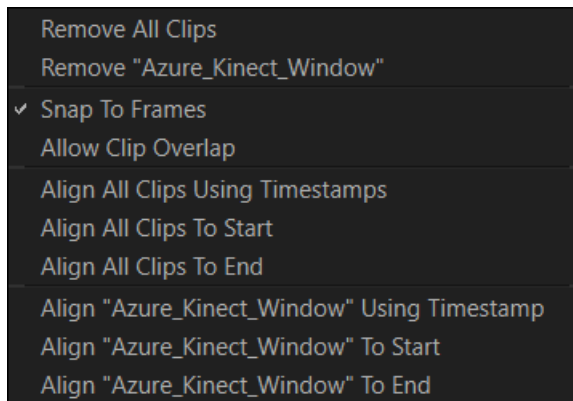 Remove All Clips
Remove "Azure_Kinect_Window"
Snap To Frames
Allow Clip Overlap
Align All Clips Using Timestamps
Align All Clips To Start
Align All Clips To End
Align "Azure_Kinect_Window" Using Timestamp
Align "Azure_Kinect_Window" To Start
Align "Azure_Kinect_Window" To End